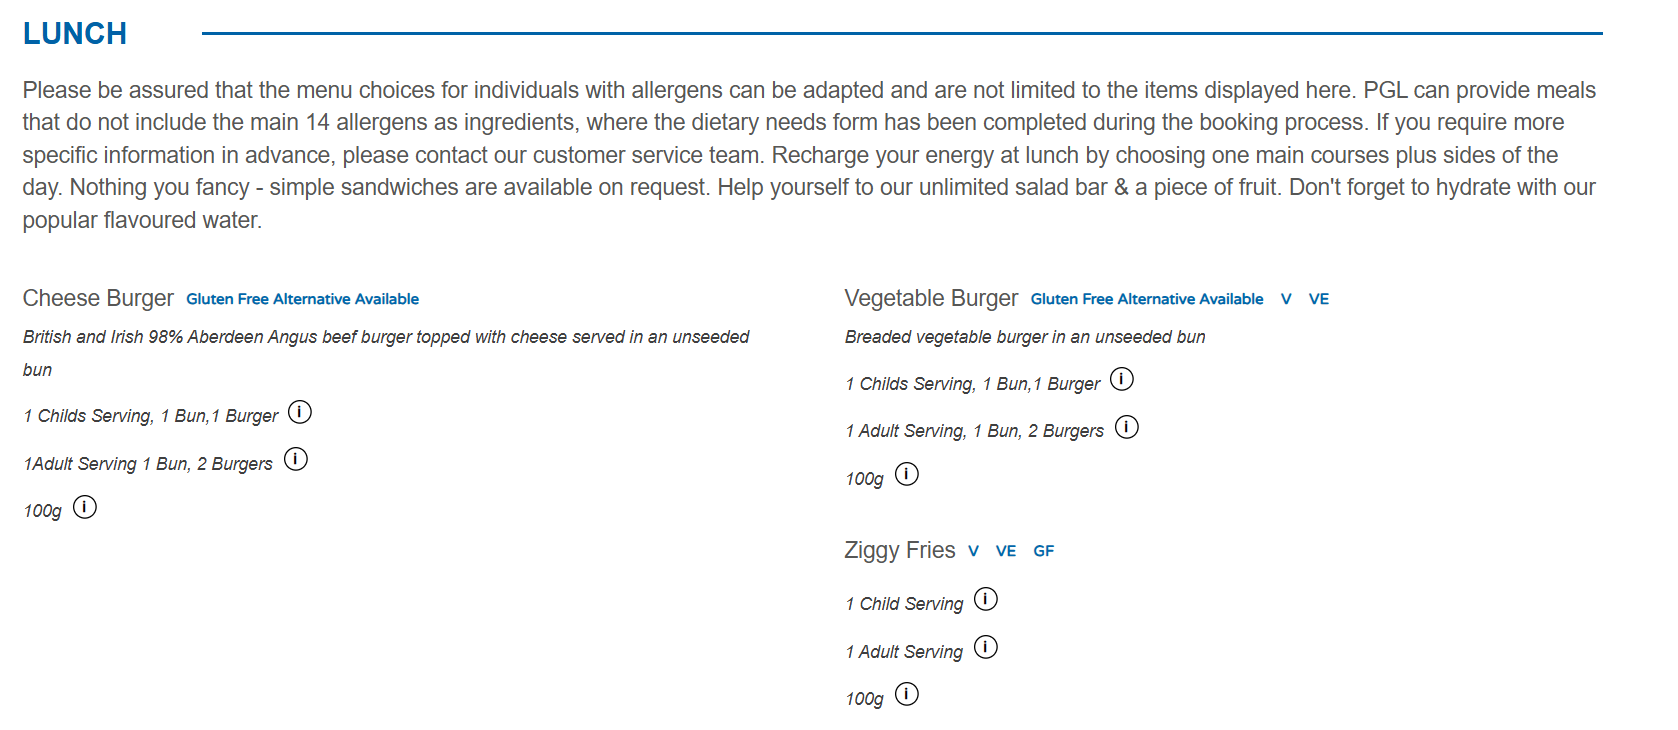 LUNCH
Please be assured that the menu choices for individuals with allergens can be adapted and are not limited to the items displayed here. PGL can provide meals
that do not include the main 14 allergens as ingredients, where the dietary needs form has been completed during the booking process. If you require more
specific information in advance, please contact our customer service team. Recharge your energy at lunch by choosing one main courses plus sides of the
day. Nothing you fancy - simple sandwiches are available on request. Help yourself to our unlimited salad bar & a piece of fruit. Don't forget to hydrate with our
popular flavoured water.
Cheese Burger Gluten Free Alternative Available
British and Irish 98% Aberdeen Angus beef burger topped with cheese served in an unseeded
bun
1 Childs Serving, 1 Bun,1 Burger i
1Adult Serving 1 Bun, 2 Burgers i
100g i
Vegetable Burger Gluten Free Alternative Available V VE
Breaded vegetable burger in an unseeded bun
1 Childs Serving, 1 Bun,1 Burger i
1 Adult Serving, 1 Bun, 2 Burgers i
100g i
Ziggy Fries V VE GF
1 Child Serving i
1 Adult Serving i
100g i